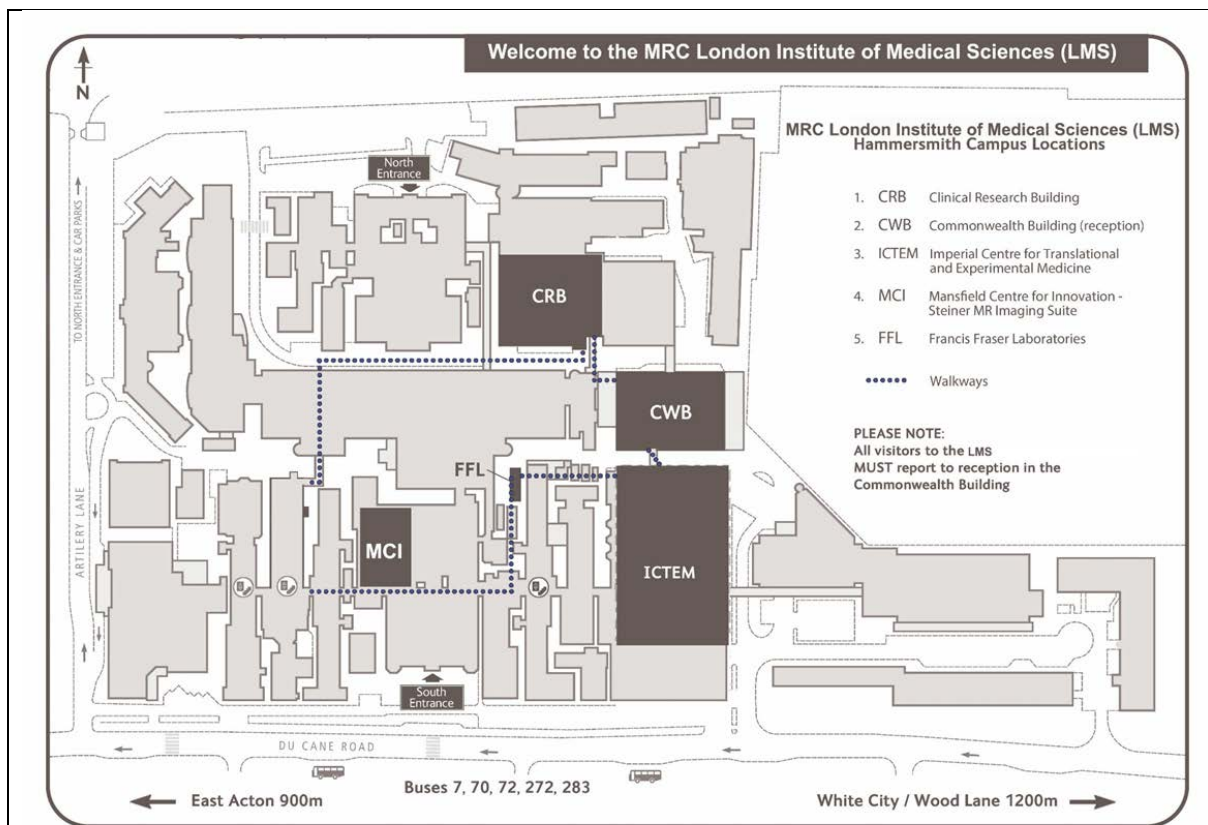 Welcome to the MRC London Institute of Medical Sciences (LMS)
N
MRC London Institute of Medical Sciences (LMS)
Hammersmith Campus Locations
1. CRB Clinical Research Building
2. CWB Commonwealth Building (reception)
3. ICTEM Imperial Centre for Translational
and Experimental Medicine
4. MCI Mansfield Centre for Innovation -
Steiner MR Imaging Suite
5. FFL Francis Fraser Laboratories
Walkways
PLEASE NOTE:
All visitors to the LMS
MUST report to reception in the
Commonwealth Building
North
Entrance
TO NORTH ENTRANCE & CAR PARKS
CRB
CWB
FFL
MCI
ICTEM
ARTILERY LANE
South
Entrance
DU CANE ROAD
Buses 7, 70, 72, 272, 283
East Acton 900m
White City / Wood Lane 1200m